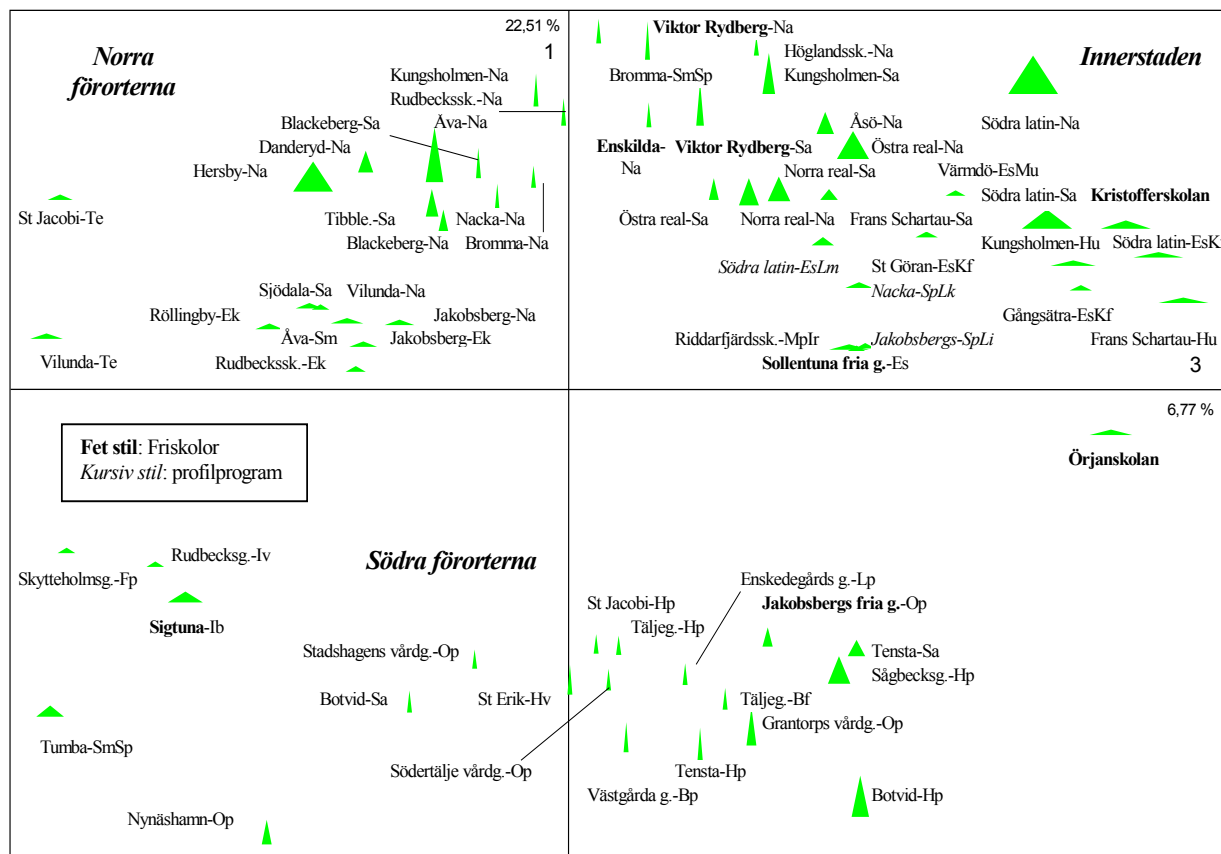 22,51 %
1
Norra
förorterna
Kungsholmen-Na
Rudbeckssk.-Na
Blackeberg-Sa
Åva-Na
Danderyd-Na
Hersby-Na
St Jacobi-Te
Tibble.-Sa
Nacka-Na
Blackeberg-Na
Bromma-Na
Sjödala-Sa
Vilunda-Na
Röllingby-Ek
Jakobsberg-Na
Åva-Sm
Jakobsberg-Ek
Vilunda-Te
Rudbeckssk.-Ek
Viktor Rydberg-Na
Innerstaden
Höglandssk.-Na
Bromma-SmSp
Kungsholmen-Sa
Åsö-Na
Södra latin-Na
Enskilda-
Na
Viktor Rydberg-Sa
Östra real-Na
Norra real-Sa
Värmdö-EsMu
Södra latin-Sa
Kristofferskolan
Östra real-Sa
Norra real-Na
Frans Schartau-Sa
Kungsholmen-Hu
Södra latin-EsK
Södra latin-EsLm
St Göran-EsKf
Nacka-SpLk
Gångsätra-EsKf
Riddarfjärdssk.-MpIr
Jakobsbergs-SpLi
Frans Schartau-Hu
Sollentuna fria g.-Es
3
6,77 %
Fet stil: Friskolor
Kursiv stil: profilprogram
Örjanskolan
Södra förorterna
Skytteholmsg.-Fp
Rudbecksg.-Iv
Sigtuna-Ib
Stadshagens vårdg.-Op
Botvid-Sa
St Erik-Hv
Tumba-SmSp
Södertälje vårdg.-Op
Nynäshamn-Op
Enskedegårds g.-Lp
St Jacobi-Hp
Jakobsbergs fria g.-Op
Täljeg.-Hp
Tensta-Sa
Sågbecksg.-Hp
Täljeg.-Bf
Grantorps vårdg.-Op
Tensta-Hp
Västgårda g.-Bp
Botvid-Hp